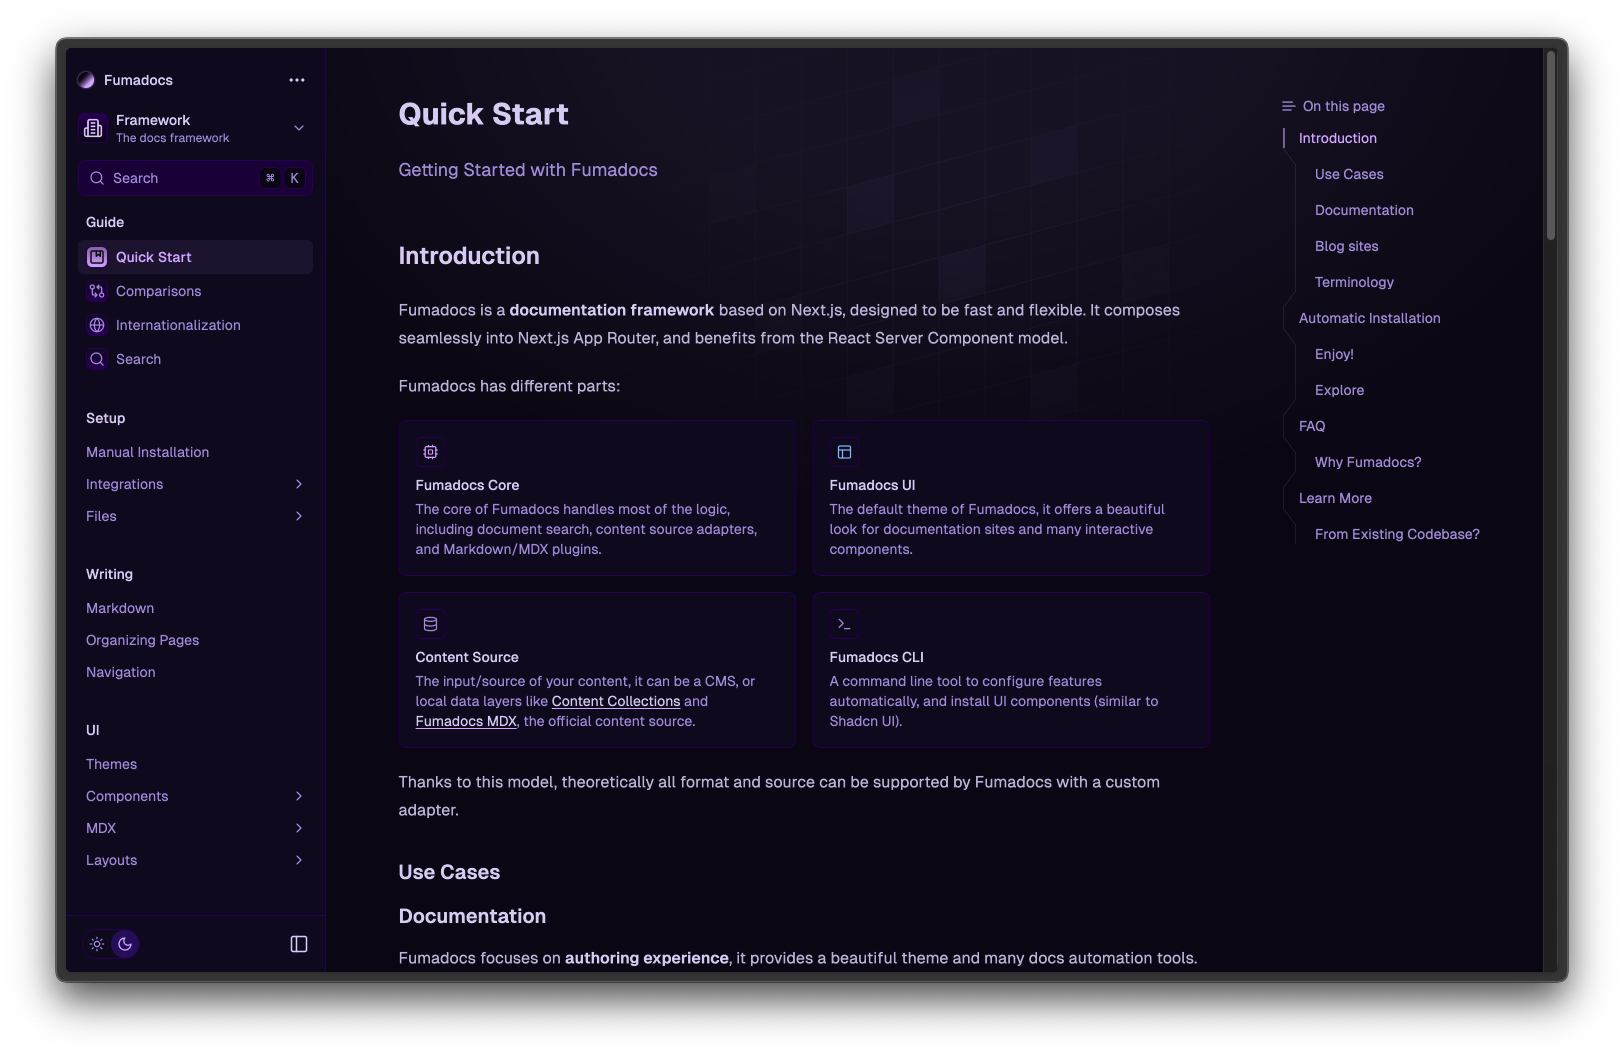 Fumadocs
Framework
The docs framework
Search ⌘ K
Guide
Quick Start
Comparisons
Internationalization
Search
Setup
Manual Installation
Integrations
Files
Writing
Markdown
Organizing Pages
Navigation
UI
Themes
Components
MDX
Layouts
Quick Start
Getting Started with Fumadocs
Introduction
Fumadocs is a documentation framework based on Next.js, designed to be fast and flexible. It composes
seamlessly into Next.js App Router, and benefits from the React Server Component model.
Fumadocs has different parts:
Fumadocs Core
The core of Fumadocs handles most of the logic,
including document search, content source adapters,
and Markdown/MDX plugins.
Fumadocs UI
The default theme of Fumadocs, it offers a beautiful
look for documentation sites and many interactive
components.
Content Source
The input/source of your content, it can be a CMS, or
local data layers like Content Collections and
Fumadocs MDX, the official content source.
Fumadocs CLI
A command line tool to configure features
automatically, and install UI components (similar to
Shadcn UI).
Thanks to this model, theoretically all format and source can be supported by Fumadocs with a custom
adapter.
Use Cases
Documentation
Fumadocs focuses on authoring experience, it provides a beautiful theme and many docs automation tools.
On this page
Introduction
Use Cases
Documentation
Blog sites
Terminology
Automatic Installation
Enjoy!
Explore
FAQ
Why Fumadocs?
Learn More
From Existing Codebase?